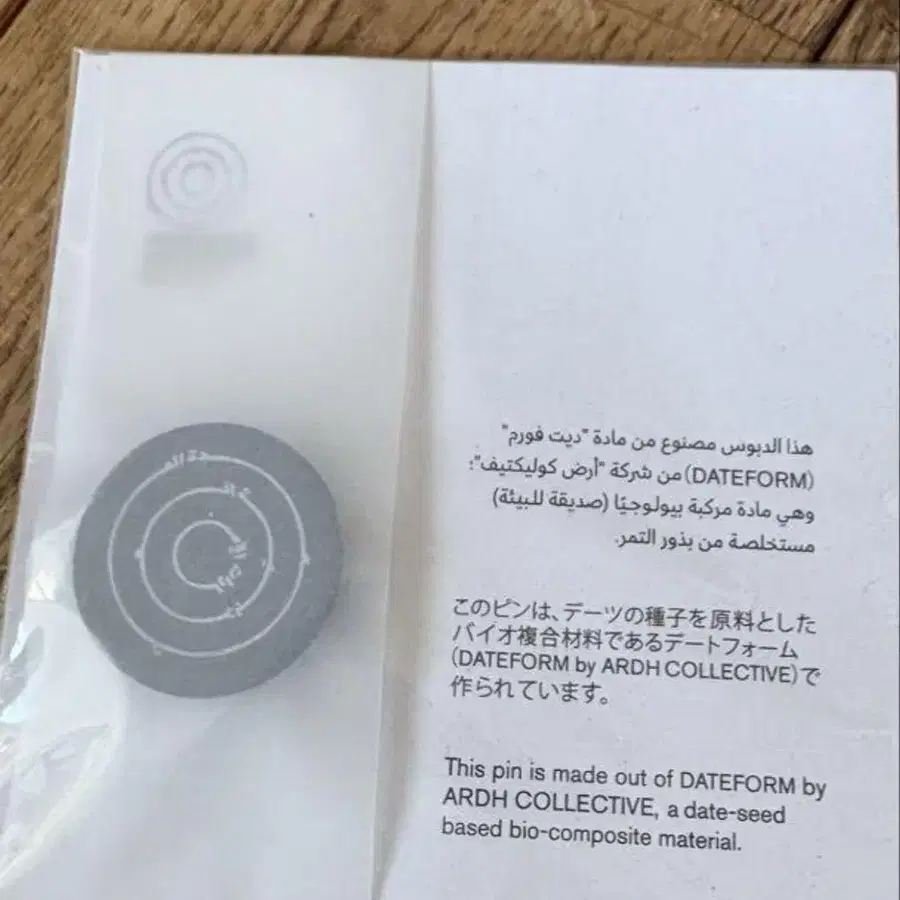 هذا الدبوس مصنوع من مادة "ديت فورم"
(DATEFORM) من شركة "أرض كوليكتيف"؛
وهي مادة مركبة بيولوجيًا (صديقة للبيئة)
مستخلصة من بذور التمر.
このピンは、デーツの種子を原料とした
バイオ複合材料であるデートフォーム
(DATEFORM by ARDH COLLECTIVE)で
作られています。
This pin is made out of DATEFORM by
ARDH COLLECTIVE, a date-seed
based bio-composite material.